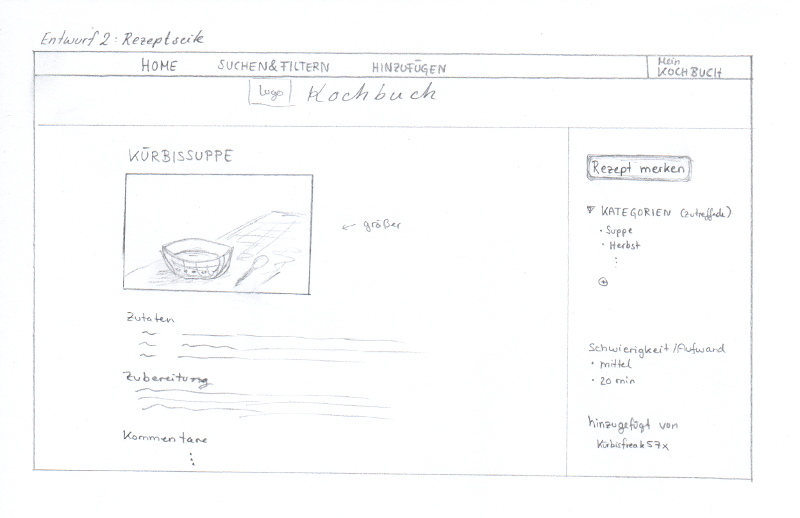 Entwurf 2: Rezeptseite
HOME SUCHEN&FILTERN HINZUFÜGEN Mein
KOCHBUCH
Logo Kochbuch
KÜRBISSUPPE
Rezept merken
← größer
▼ KATEGORIEN (zutreffende)
• Suppe
• Herbst
⋮
+
Zutaten
Zubereitung
Kommentare
⋮
Schwierigkeit/Aufwand
• mittel
• 20 min
hinzugefügt von
Kürbisfreak57x